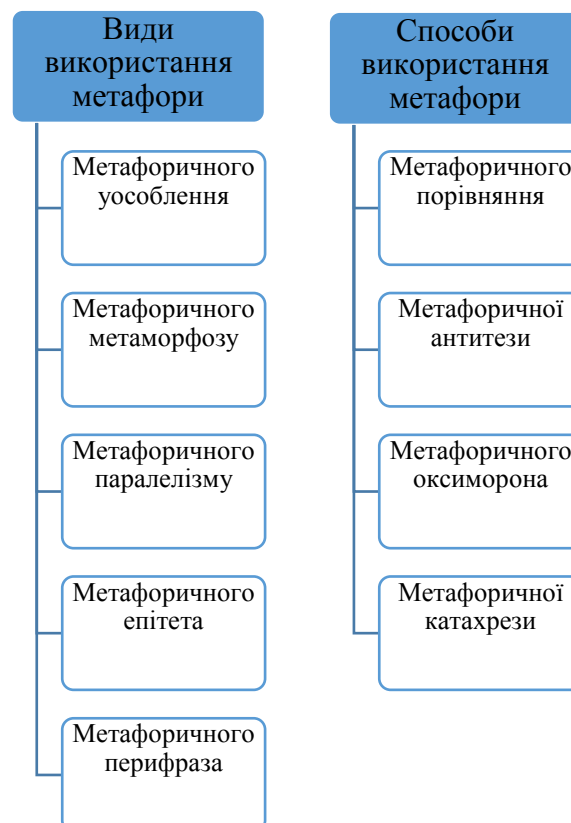 Види
використання
метафори
Метафоричного
уособлення
Метафоричного
метаморфозу
Метафоричного
паралелізму
Метафоричного
епітета
Метафоричного
перифраза
Способи
використання
метафори
Метафоричного
порівняння
Метафоричної
антитези
Метафоричного
оксиморона
Метафоричної
катахрези